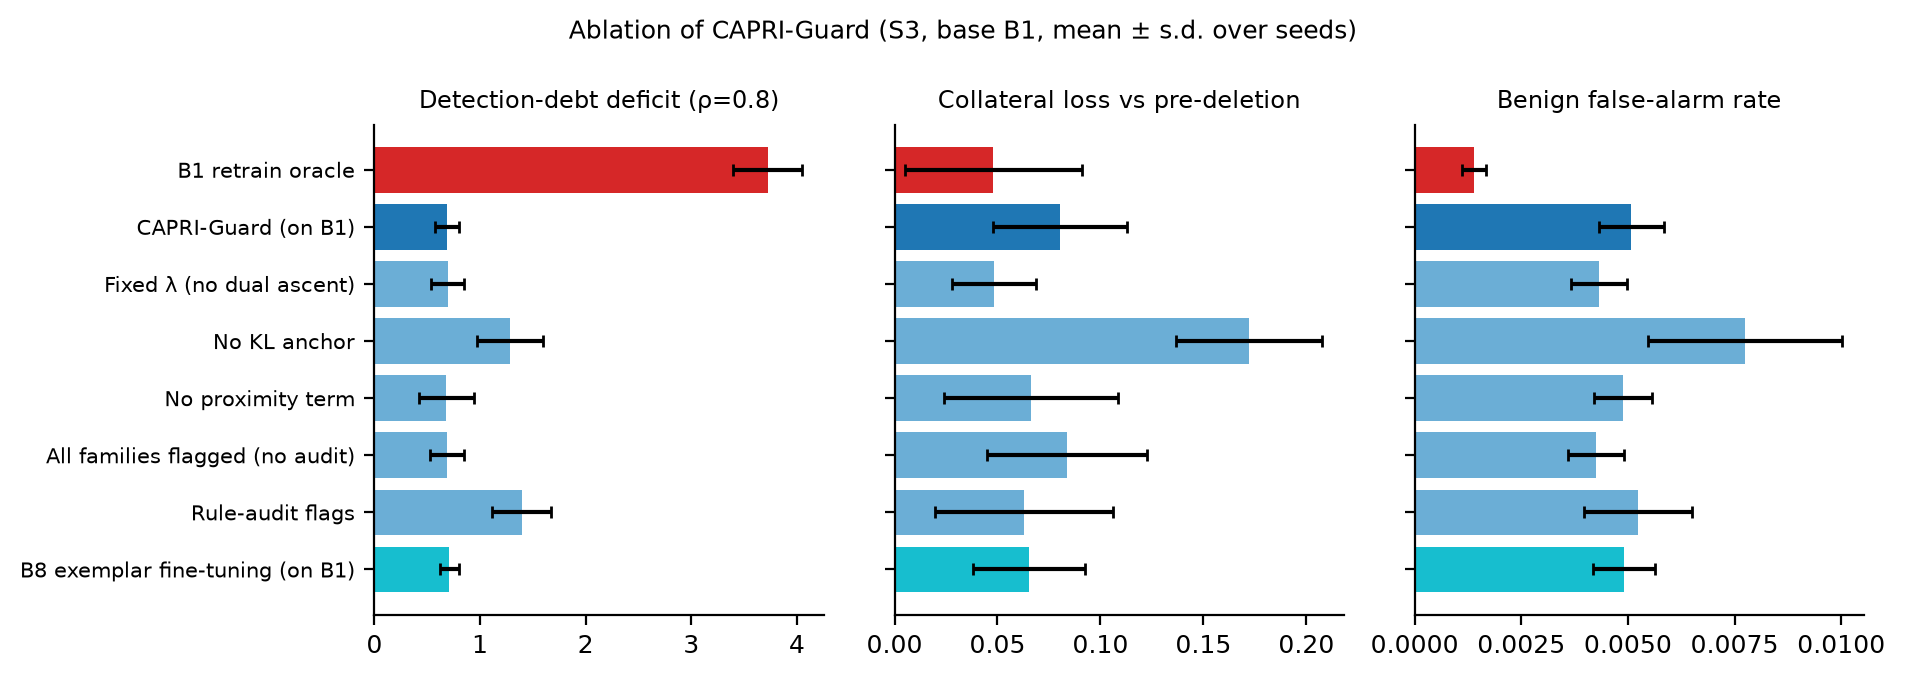 Ablation of CAPRI-Guard (S3, base B1, mean ± s.d. over seeds)
Detection-debt deficit (ρ=0.8)
Collateral loss vs pre-deletion
Benign false-alarm rate
B1 retrain oracle
CAPRI-Guard (on B1)
Fixed λ (no dual ascent)
No KL anchor
No proximity term
All families flagged (no audit)
Rule-audit flags
B8 exemplar fine-tuning (on B1)
0 1 2 3 4
0.00 0.05 0.10 0.15 0.20
0.0000 0.0025 0.0050 0.0075 0.0100